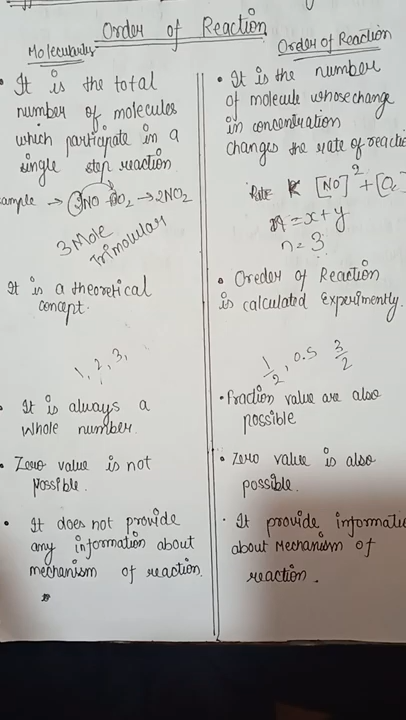 Order of Reaction
Molecularity
• It is the total
number of molecules
which participate in a
single step reaction
ample → 2NO + O2 → 2NO2
3 Mole
Trimolular
It is a theoretical
concept.
1, 2, 3,
• It is always a
whole number.
• Zero value is not
possible.
• It does not provide
any information about
mechanism of reaction.
Order of Reaction
• It is the number
of molecule whose change
in concentration
changes the rate of reactio
Rate K [NO]² + [O
= x + y
n = 3
• Oreder of Reaction
is calculated Experimently.
1/2, 0.5 3/2
• fraction value are also
possible
• Zero value is also
possible.
• It provide informatio
about Mechanism of
reaction.